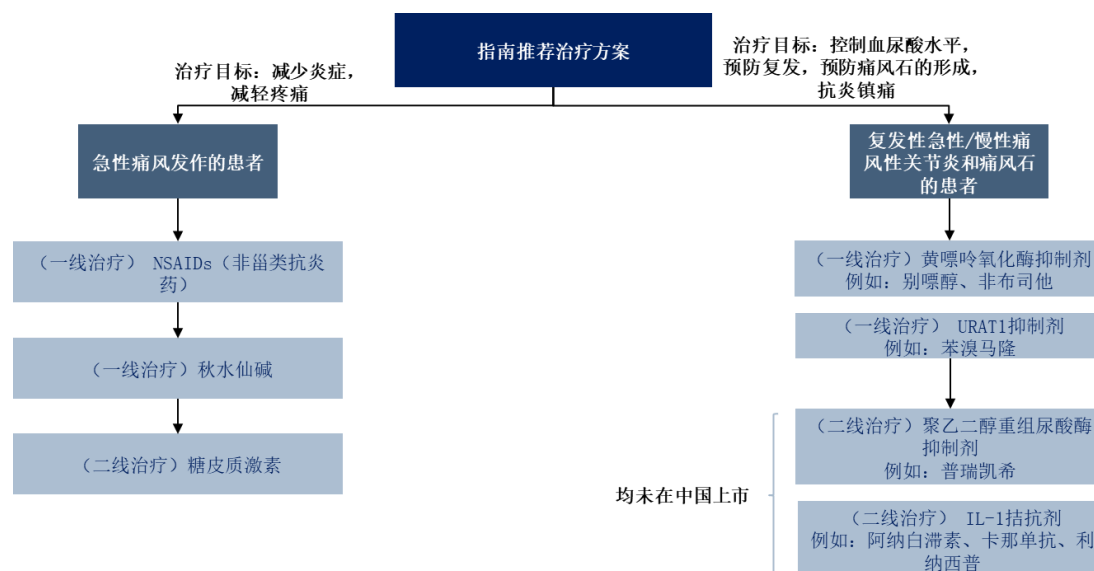 指南推荐治疗方案
治疗目标：减少炎症，
减轻疼痛
治疗目标：控制血尿酸水平，
预防复发，预防痛风石的形成，
抗炎镇痛
急性痛风发作的患者
（一线治疗） NSAIDs（非甾类抗炎
药）
（一线治疗）秋水仙碱
（二线治疗）糖皮质激素
复发性急性/慢性痛
风性关节炎和痛风石
的患者
（一线治疗）黄嘌呤氧化酶抑制剂
例如：别嘌醇、非布司他
（一线治疗） URAT1抑制剂
例如：苯溴马隆
（二线治疗）聚乙二醇重组尿酸酶
抑制剂
例如：普瑞凯希
均未在中国上市
（二线治疗） IL-1拮抗剂
例如：阿纳白滞素、卡那单抗、利
纳西普